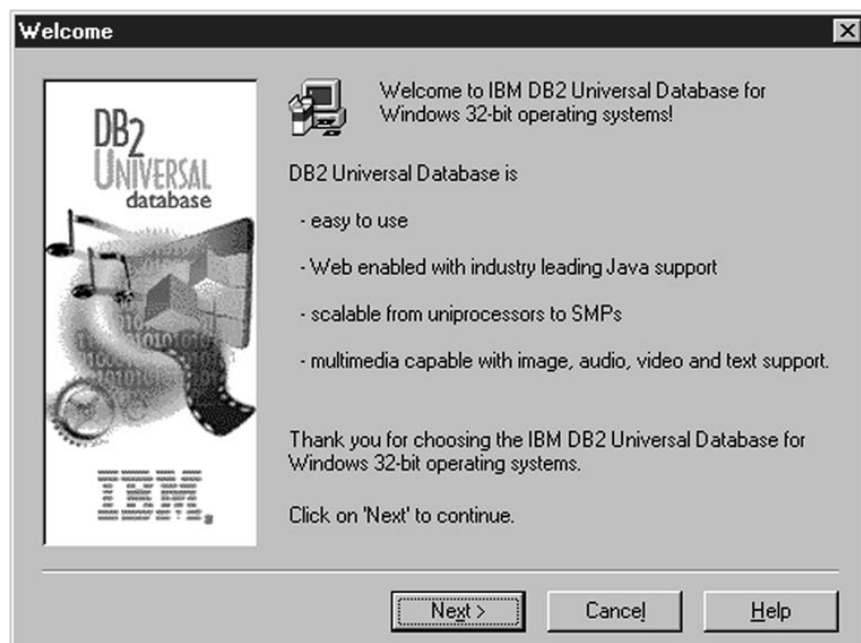 Welcome
DB2
UNIVERSAL
database
IBM
Welcome to IBM DB2 Universal Database for
Windows 32-bit operating systems!
DB2 Universal Database is
- easy to use
- Web enabled with industry leading Java support
- scalable from uniprocessors to SMPs
- multimedia capable with image, audio, video and text support.
Thank you for choosing the IBM DB2 Universal Database for
Windows 32-bit operating systems.
Click on 'Next' to continue.
Next >
Cancel
Help